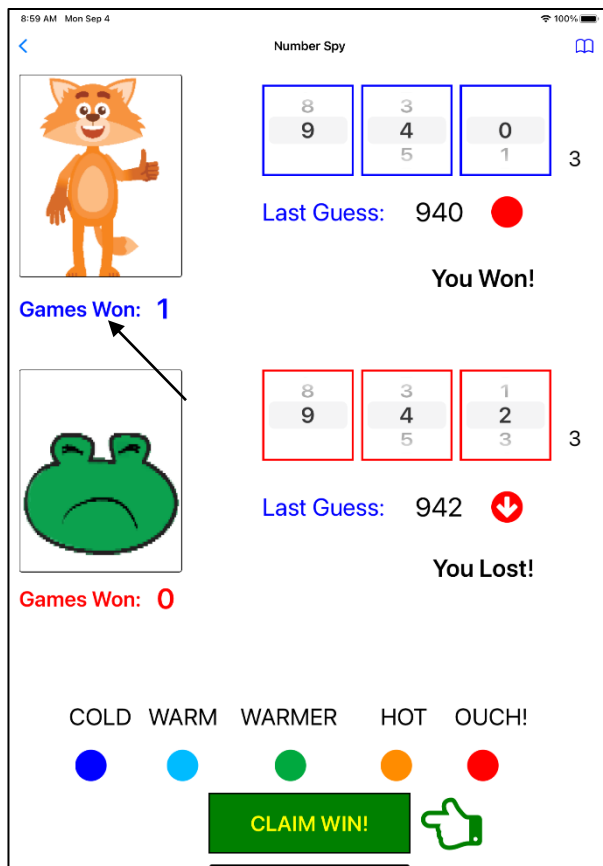 8:59 AM Mon Sep 4 100%
Number Spy
8 3
9 4 0
5 1
3
Last Guess: 940
You Won!
Games Won: 1
8 3 1
9 4 2
5 3
3
Last Guess: 942
You Lost!
Games Won: 0
COLD WARM WARMER HOT OUCH!
CLAIM WIN!